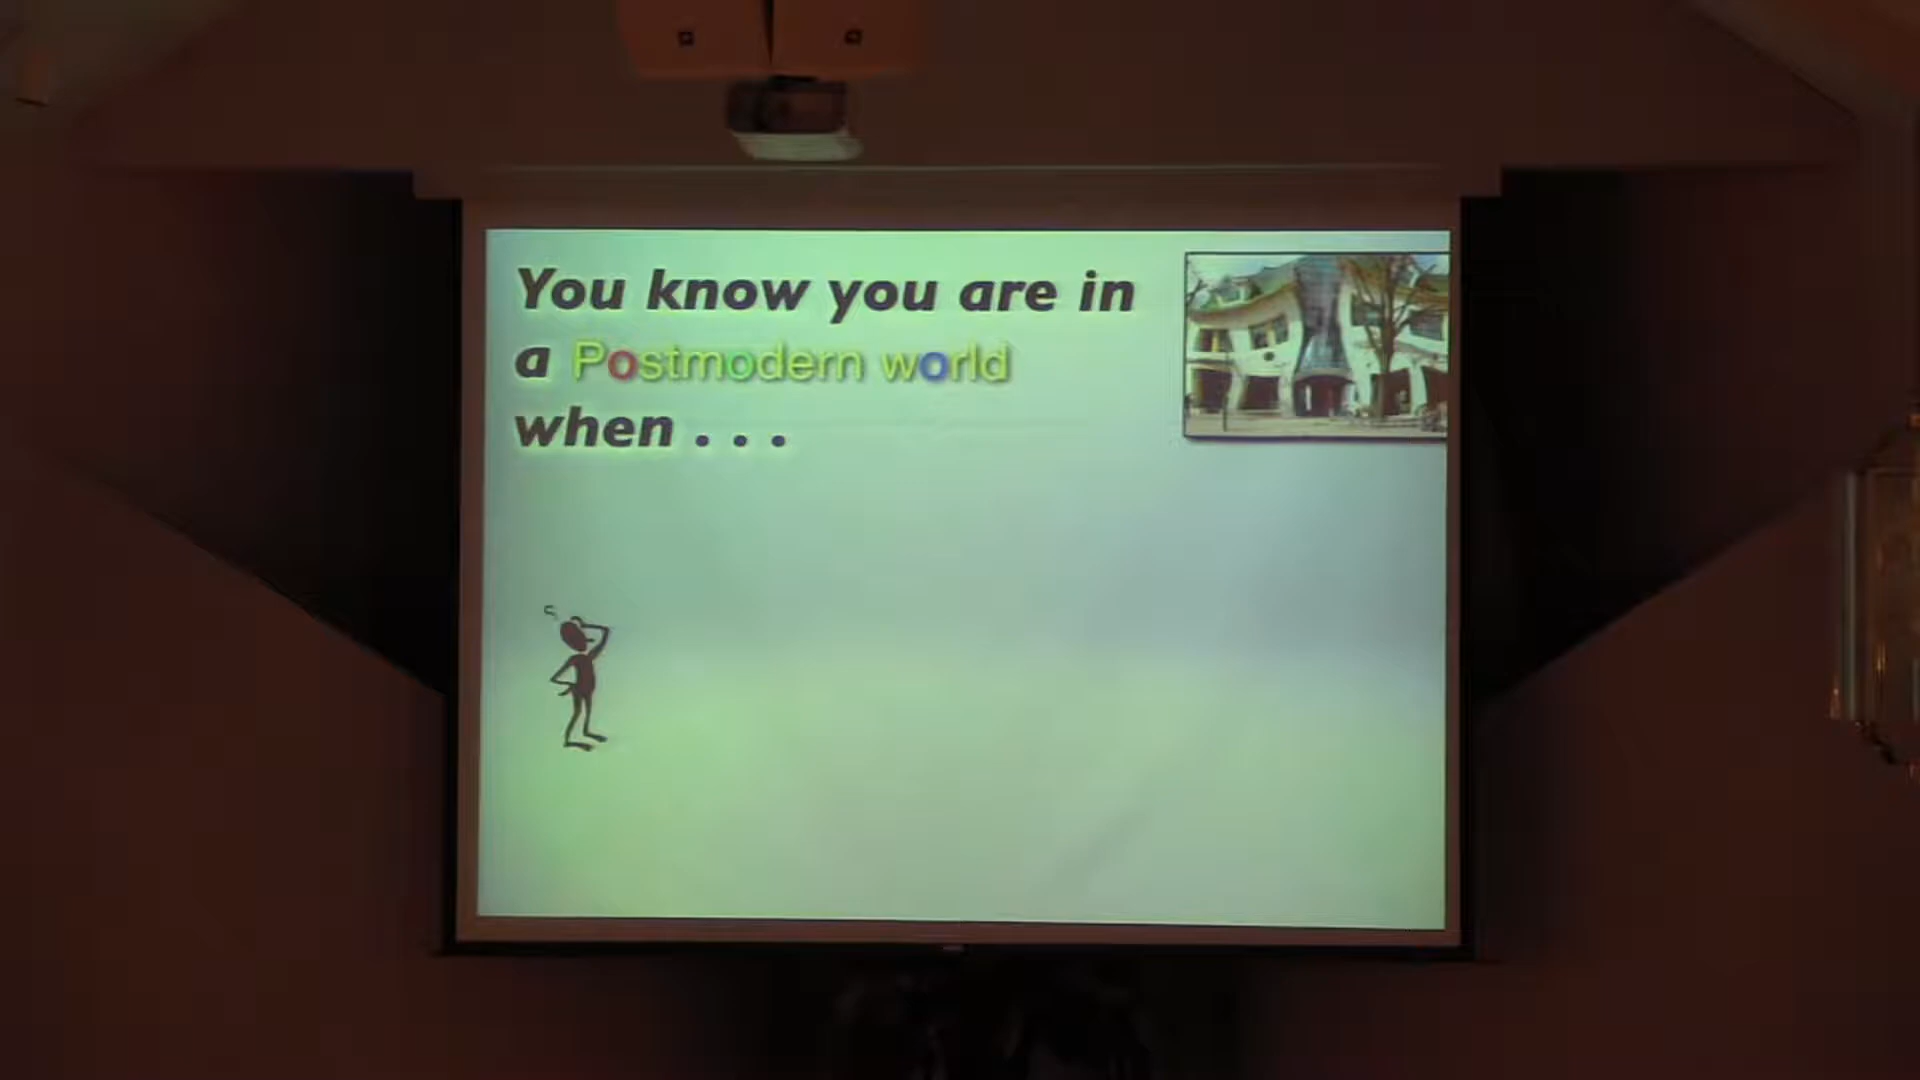 You know you are in
a Postmodern world
when . . .